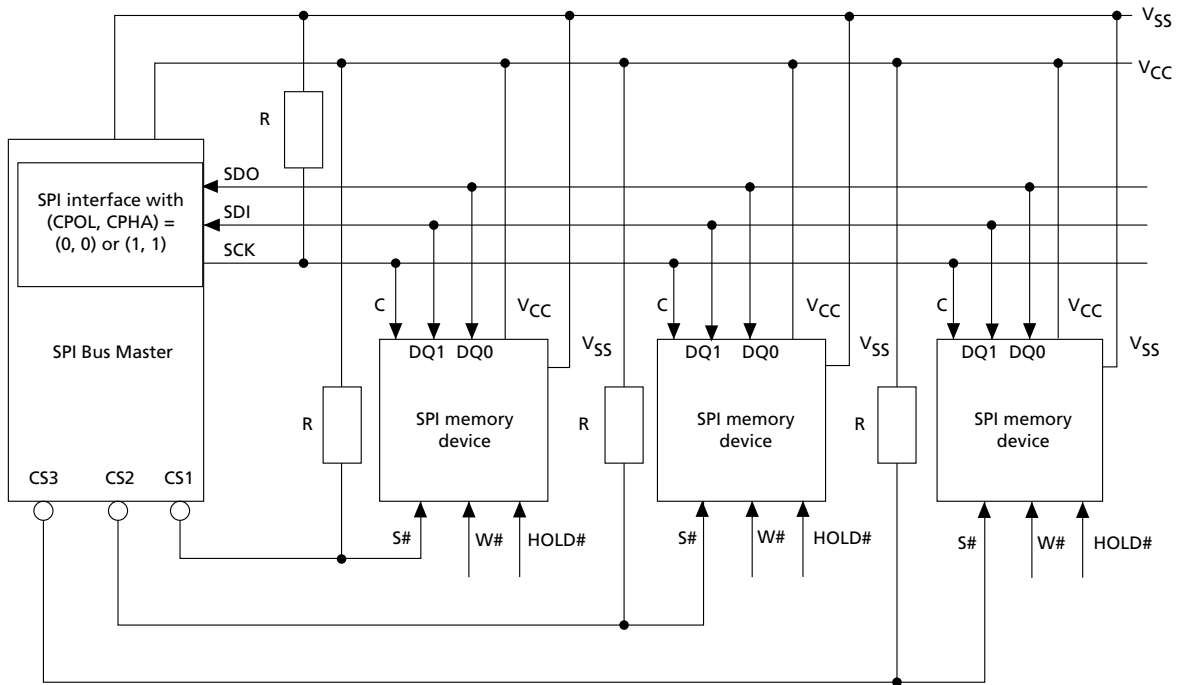 VSS
VCC
R
SDO
SPI interface with
(CPOL, CPHA) =
(0, 0) or (1, 1)
SDI
SCK
SPI Bus Master
CS3 CS2 CS1
C
DQ1 DQ0
VCC
VSS
R
SPI memory
device
S#
W#
HOLD#
C
DQ1 DQ0
VCC
VSS
R
SPI memory
device
S#
W#
HOLD#
C
DQ1 DQ0
VCC
VSS
R
SPI memory
device
S#
W#
HOLD#